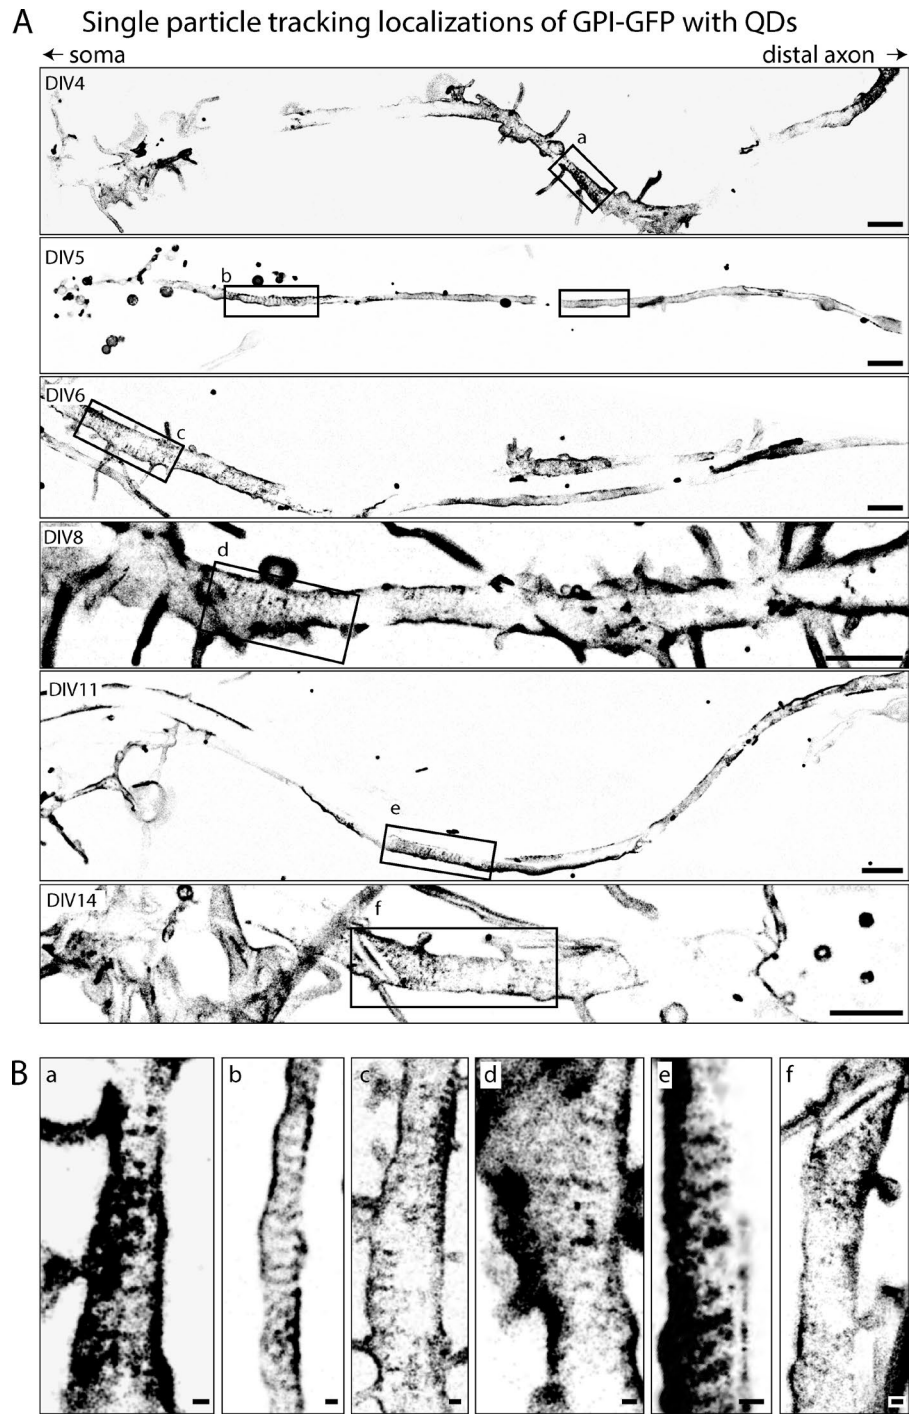 A Single particle tracking localizations of GPI-GFP with QDs
← soma distal axon →
DIV4
a
DIV5
b
DIV6
c
DIV8
d
DIV11
e
DIV14
f
B a b c d e f